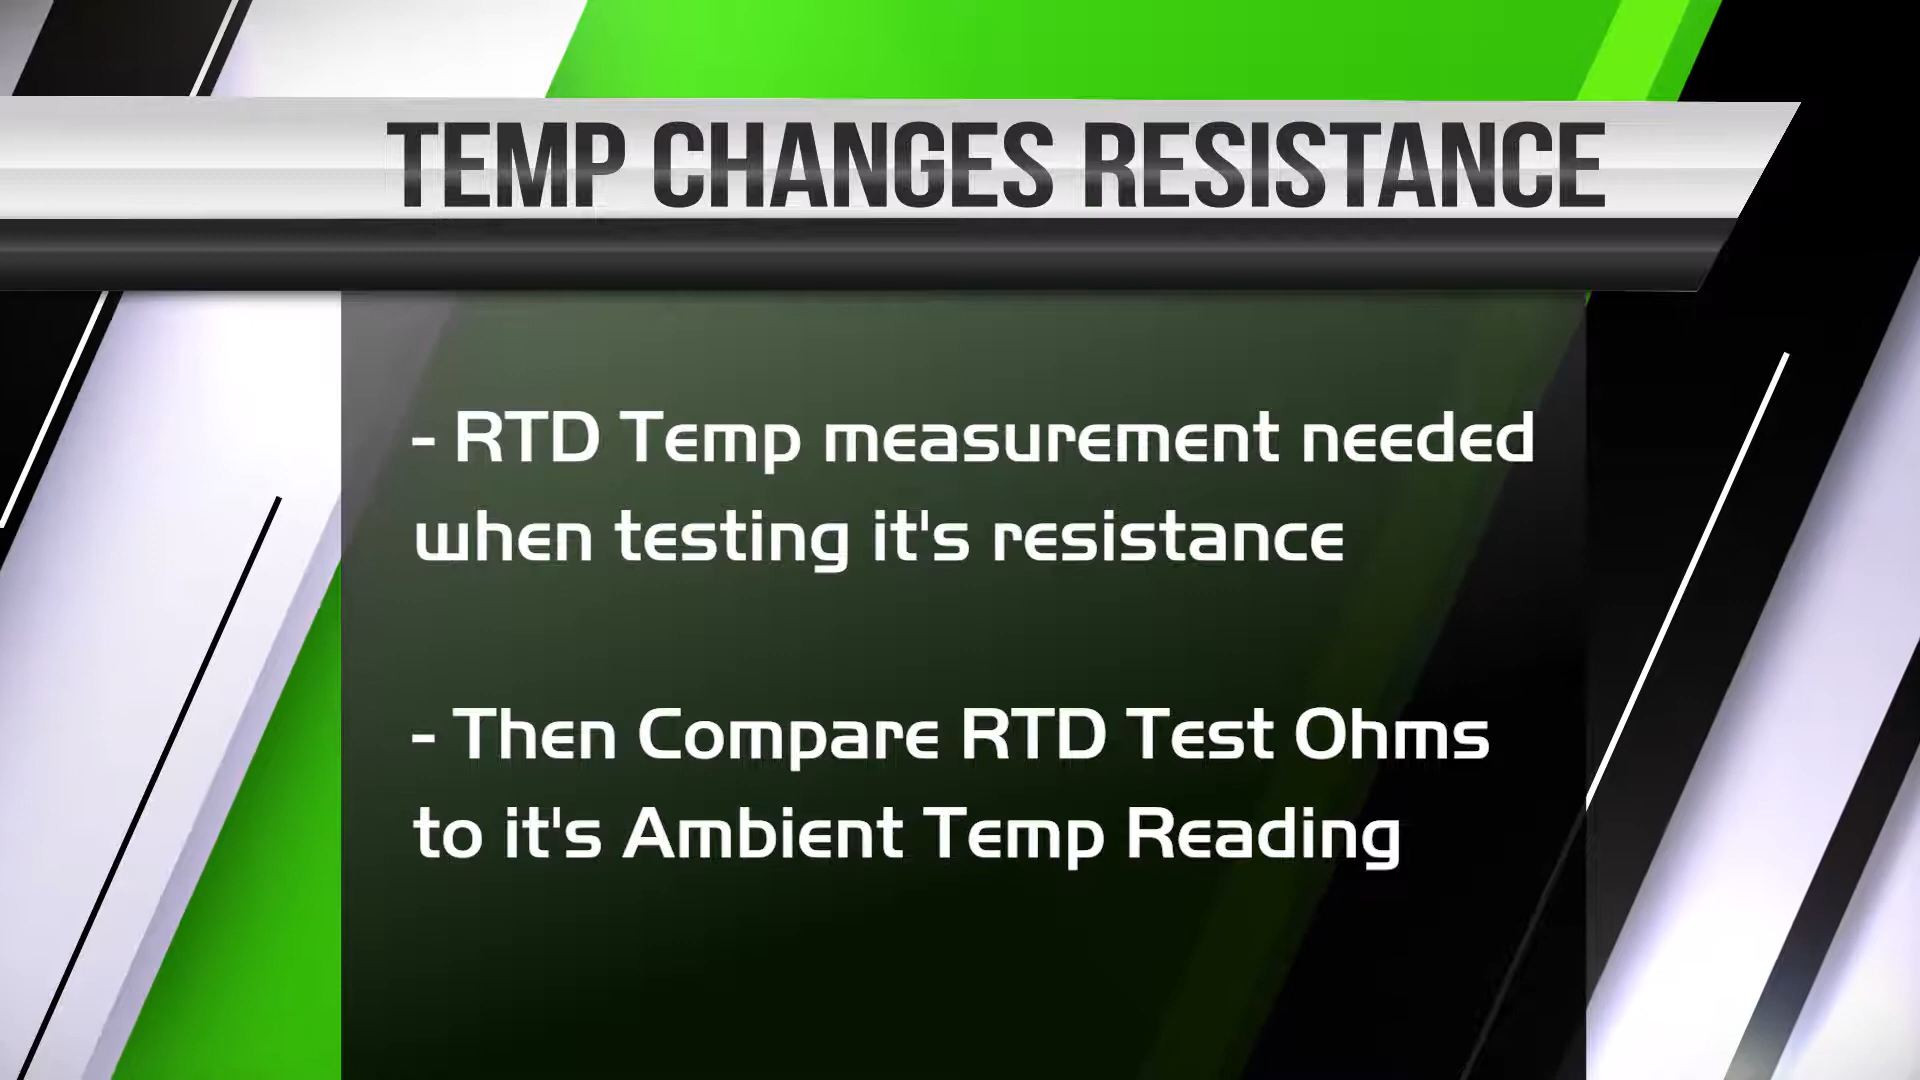 TEMP CHANGES RESISTANCE
- RTD Temp measurement needed
when testing it's resistance
- Then Compare RTD Test Ohms
to it's Ambient Temp Reading